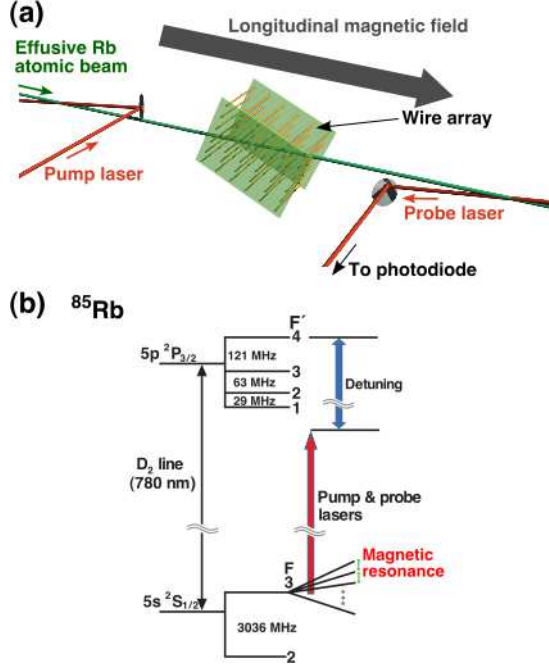 (a)
Longitudinal magnetic field
Effusive Rb
atomic beam
Wire array
Pump laser
Probe laser
To photodiode
(b) ⁸⁵Rb
F´
4
5p ²P₃/₂
121 MHz
3
63 MHz
2
29 MHz
1
Detuning
D₂ line
(780 nm)
Pump & probe
lasers
F
3
Magnetic
resonance
5s ²S₁/₂
3036 MHz
2